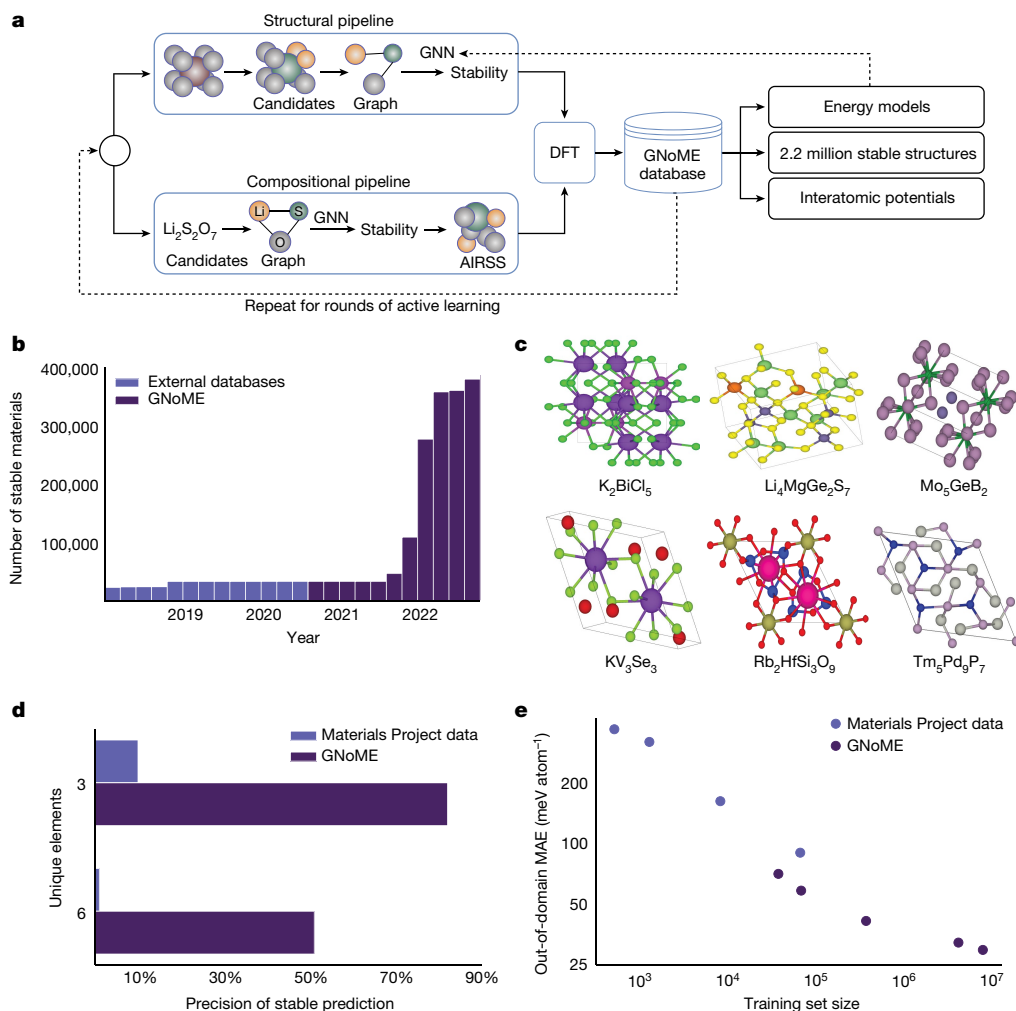 a
Structural pipeline
GNN
Stability
Candidates
Graph
Compositional pipeline
Li₂S₂O₇
Li
S
O
GNN
Stability
Candidates
Graph
AIRSS
DFT
GNoME
database
Energy models
2.2 million stable structures
Interatomic potentials
Repeat for rounds of active learning
b
400,000
300,000
200,000
100,000
Number of stable materials
External databases
GNoME
2019
2020
2021
2022
Year
c
K₂BiCl₅
Li₄MgGe₂S₇
Mo₅GeB₂
KV₃Se₃
Rb₂HfSi₃O₉
Tm₅Pd₉P₇
d
Materials Project data
GNoME
Unique elements
3
6
10%
30%
50%
70%
90%
Precision of stable prediction
e
Materials Project data
GNoME
Out-of-domain MAE (meV atom⁻¹)
200
100
50
25
10³
10⁴
10⁵
10⁶
10⁷
Training set size